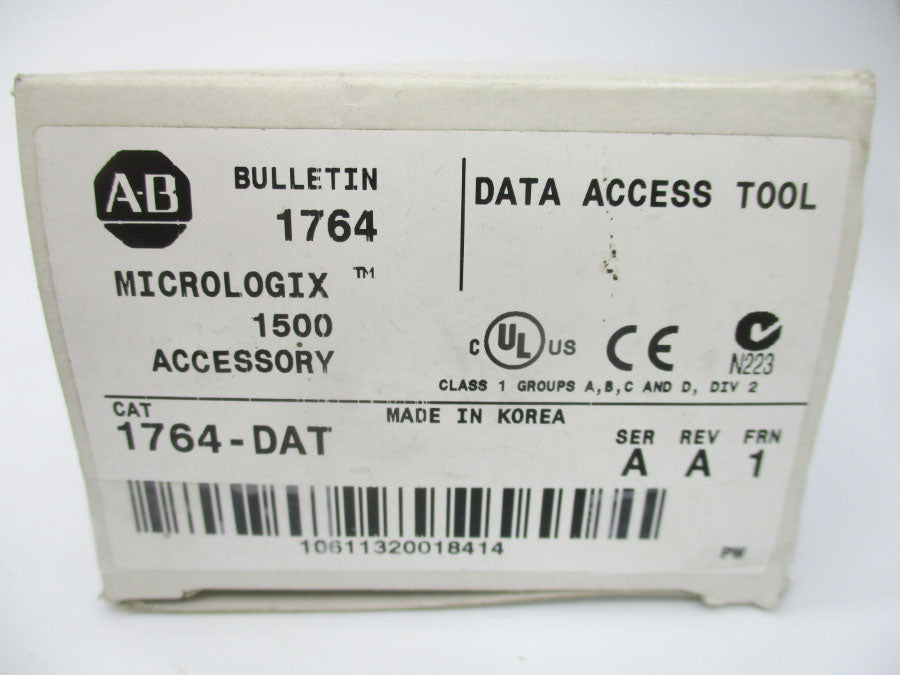 A-B
BULLETIN
1764
MICROLOGIX ™
1500
ACCESSORY
DATA ACCESS TOOL
C UL US CE N223
CLASS 1 GROUPS A,B,C AND D, DIV 2
MADE IN KOREA
CAT
1764-DAT
SER REV FRN
A A 1
10611320018414
PW